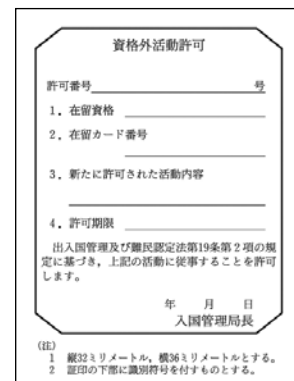 資格外活動許可
許可番号 号
1．在留資格
2．在留カード番号
3．新たに許可された活動内容
4．許可期限
出入国管理及び難民認定法第19条第2項の規
定に基づき，上記の活動に従事することを許可
します。
年 月 日
入国管理局長
(注)
1 縦32ミリメートル，横36ミリメートルとする。
2 証印の下部に識別符号を付すものとする。